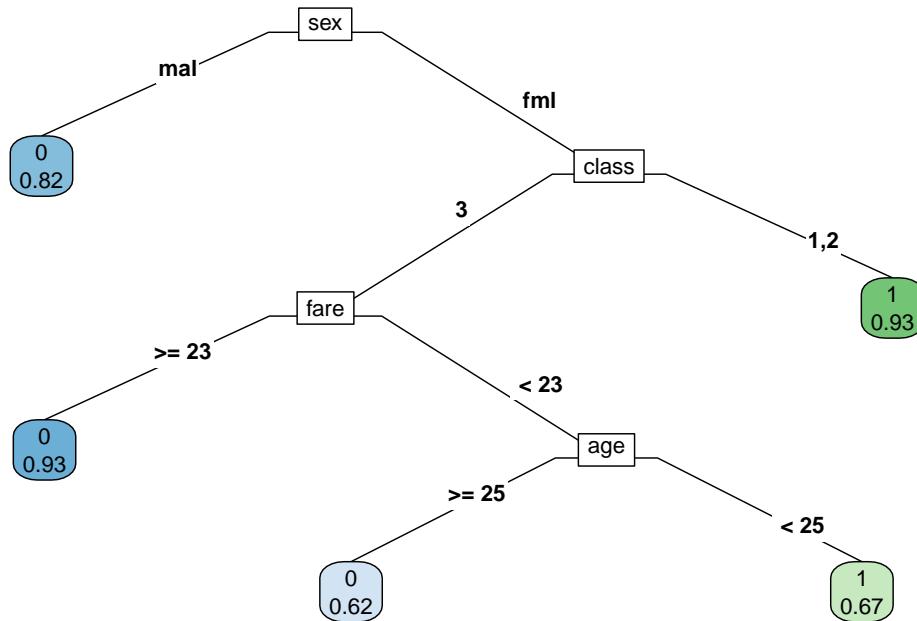 sex
mal
fml
0
0.82
class
3
1,2
1
0.93
fare
>= 23
< 23
0
0.93
age
>= 25
< 25
0
0.62
1
0.67